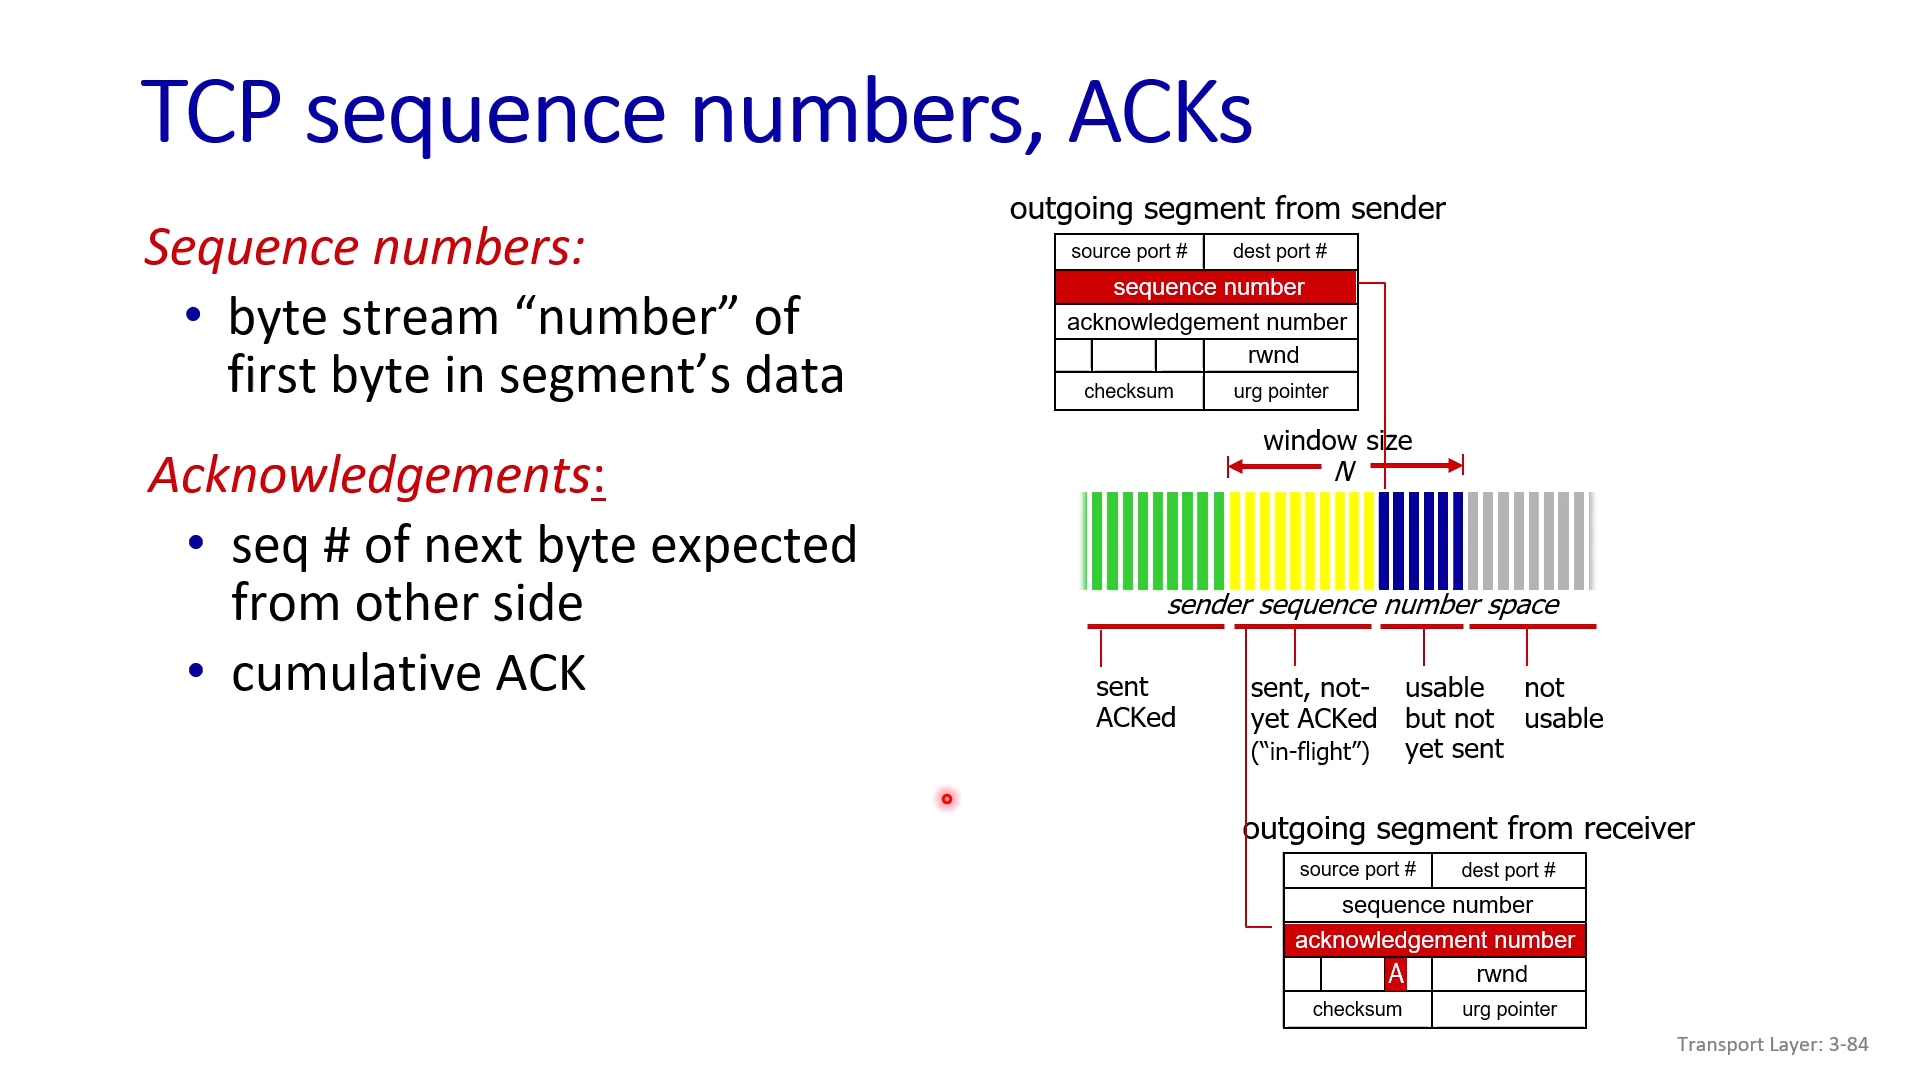 TCP sequence numbers, ACKs
Sequence numbers:
• byte stream “number” of
first byte in segment’s data
Acknowledgements:
• seq # of next byte expected
from other side
• cumulative ACK
outgoing segment from sender
source port # dest port #
sequence number
acknowledgement number
rwnd
checksum urg pointer
window size
N
sender sequence number space
sent
ACKed
sent, not-
yet ACKed
(“in-flight”)
usable
but not
yet sent
not
usable
outgoing segment from receiver
source port # dest port #
sequence number
acknowledgement number
A rwnd
checksum urg pointer
Transport Layer: 3-84